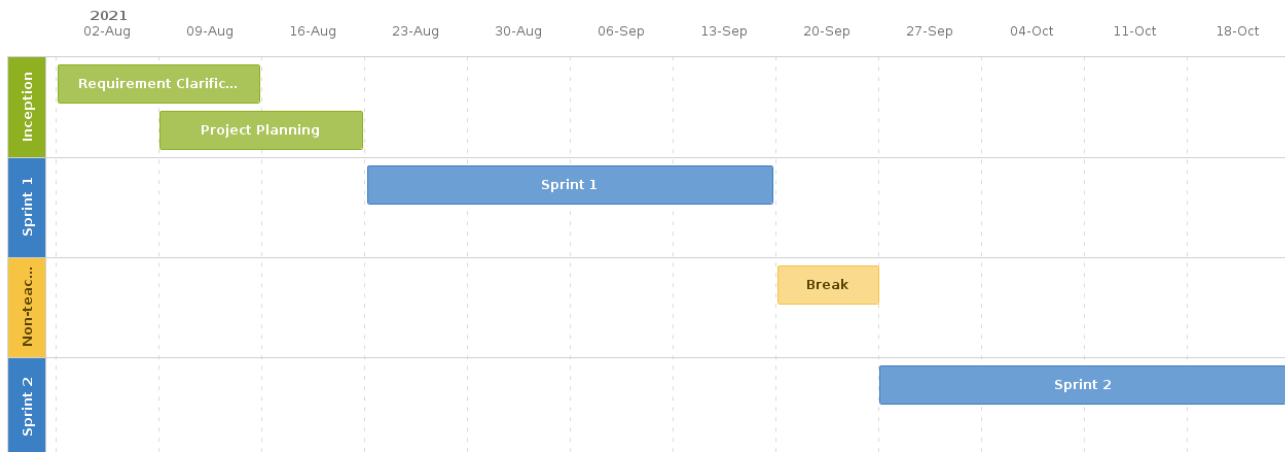 2021
02-Aug 09-Aug 16-Aug 23-Aug 30-Aug 06-Sep 13-Sep 20-Sep 27-Sep 04-Oct 11-Oct 18-Oct
Inception
Requirement Clarific...
Project Planning
Sprint 1
Sprint 1
Non-teac...
Break
Sprint 2
Sprint 2